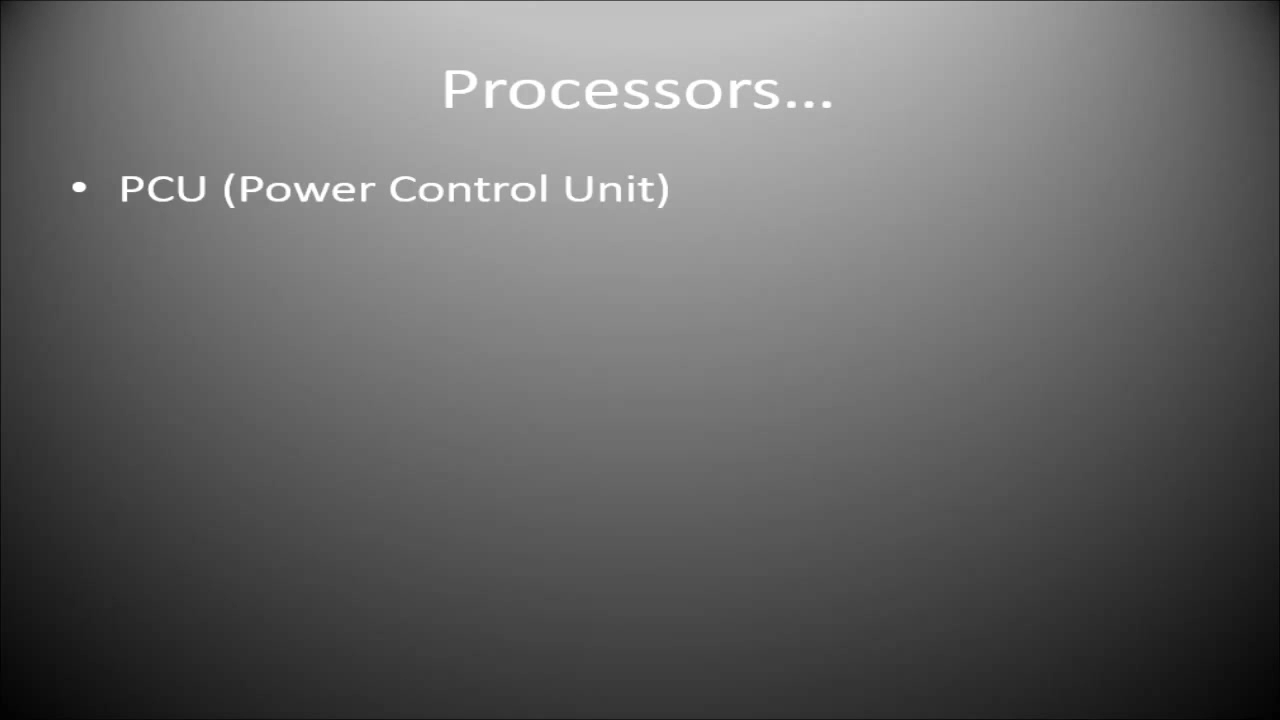 Processors...
• PCU (Power Control Unit)